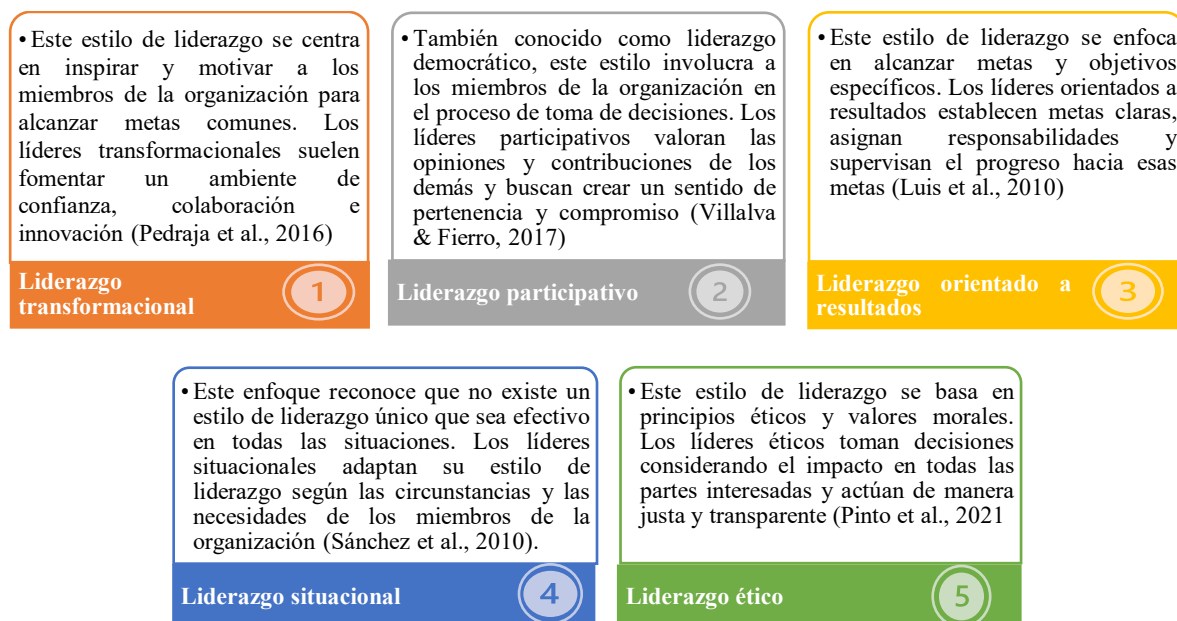 • Este estilo de liderazgo se centra
en inspirar y motivar a los
miembros de la organización para
alcanzar metas comunes. Los
líderes transformacionales suelen
fomentar un ambiente de
confianza, colaboración e
innovación (Pedraja et al., 2016)
Liderazgo
transformacional
1
• También conocido como liderazgo
democrático, este estilo involucra a
los miembros de la organización en
el proceso de toma de decisiones. Los
líderes participativos valoran las
opiniones y contribuciones de los
demás y buscan crear un sentido de
pertenencia y compromiso (Villalva
& Fierro, 2017)
Liderazgo participativo
2
• Este estilo de liderazgo se enfoca
en alcanzar metas y objetivos
específicos. Los líderes orientados a
resultados establecen metas claras,
asignan responsabilidades y
supervisan el progreso hacia esas
metas (Luis et al., 2010)
Liderazgo orientado a
resultados
3
• Este enfoque reconoce que no existe un
estilo de liderazgo único que sea efectivo
en todas las situaciones. Los líderes
situacionales adaptan su estilo de
liderazgo según las circunstancias y las
necesidades de los miembros de la
organización (Sánchez et al., 2010).
Liderazgo situacional
4
• Este estilo de liderazgo se basa en
principios éticos y valores morales.
Los líderes éticos toman decisiones
considerando el impacto en todas las
partes interesadas y actúan de manera
justa y transparente (Pinto et al., 2021
Liderazgo ético
5